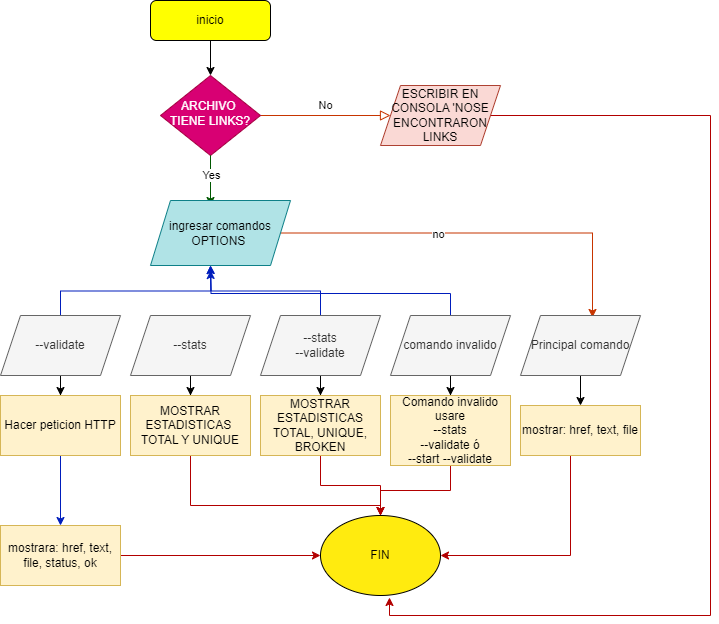 inicio
ARCHIVO
TIENE LINKS?
No
ESCRIBIR EN
CONSOLA 'NOSE
ENCONTRARON
LINKS
Yes
ingresar comandos
OPTIONS
no
--validate
--stats
--stats
--validate
comando invalido
Principal comando
Hacer peticion HTTP
MOSTRAR
ESTADISTICAS
TOTAL Y UNIQUE
MOSTRAR
ESTADISTICAS
TOTAL, UNIQUE,
BROKEN
Comando invalido
usare
--stats
--validate ó
--start --validate
mostrar: href, text, file
mostrara: href, text,
file, status, ok
FIN